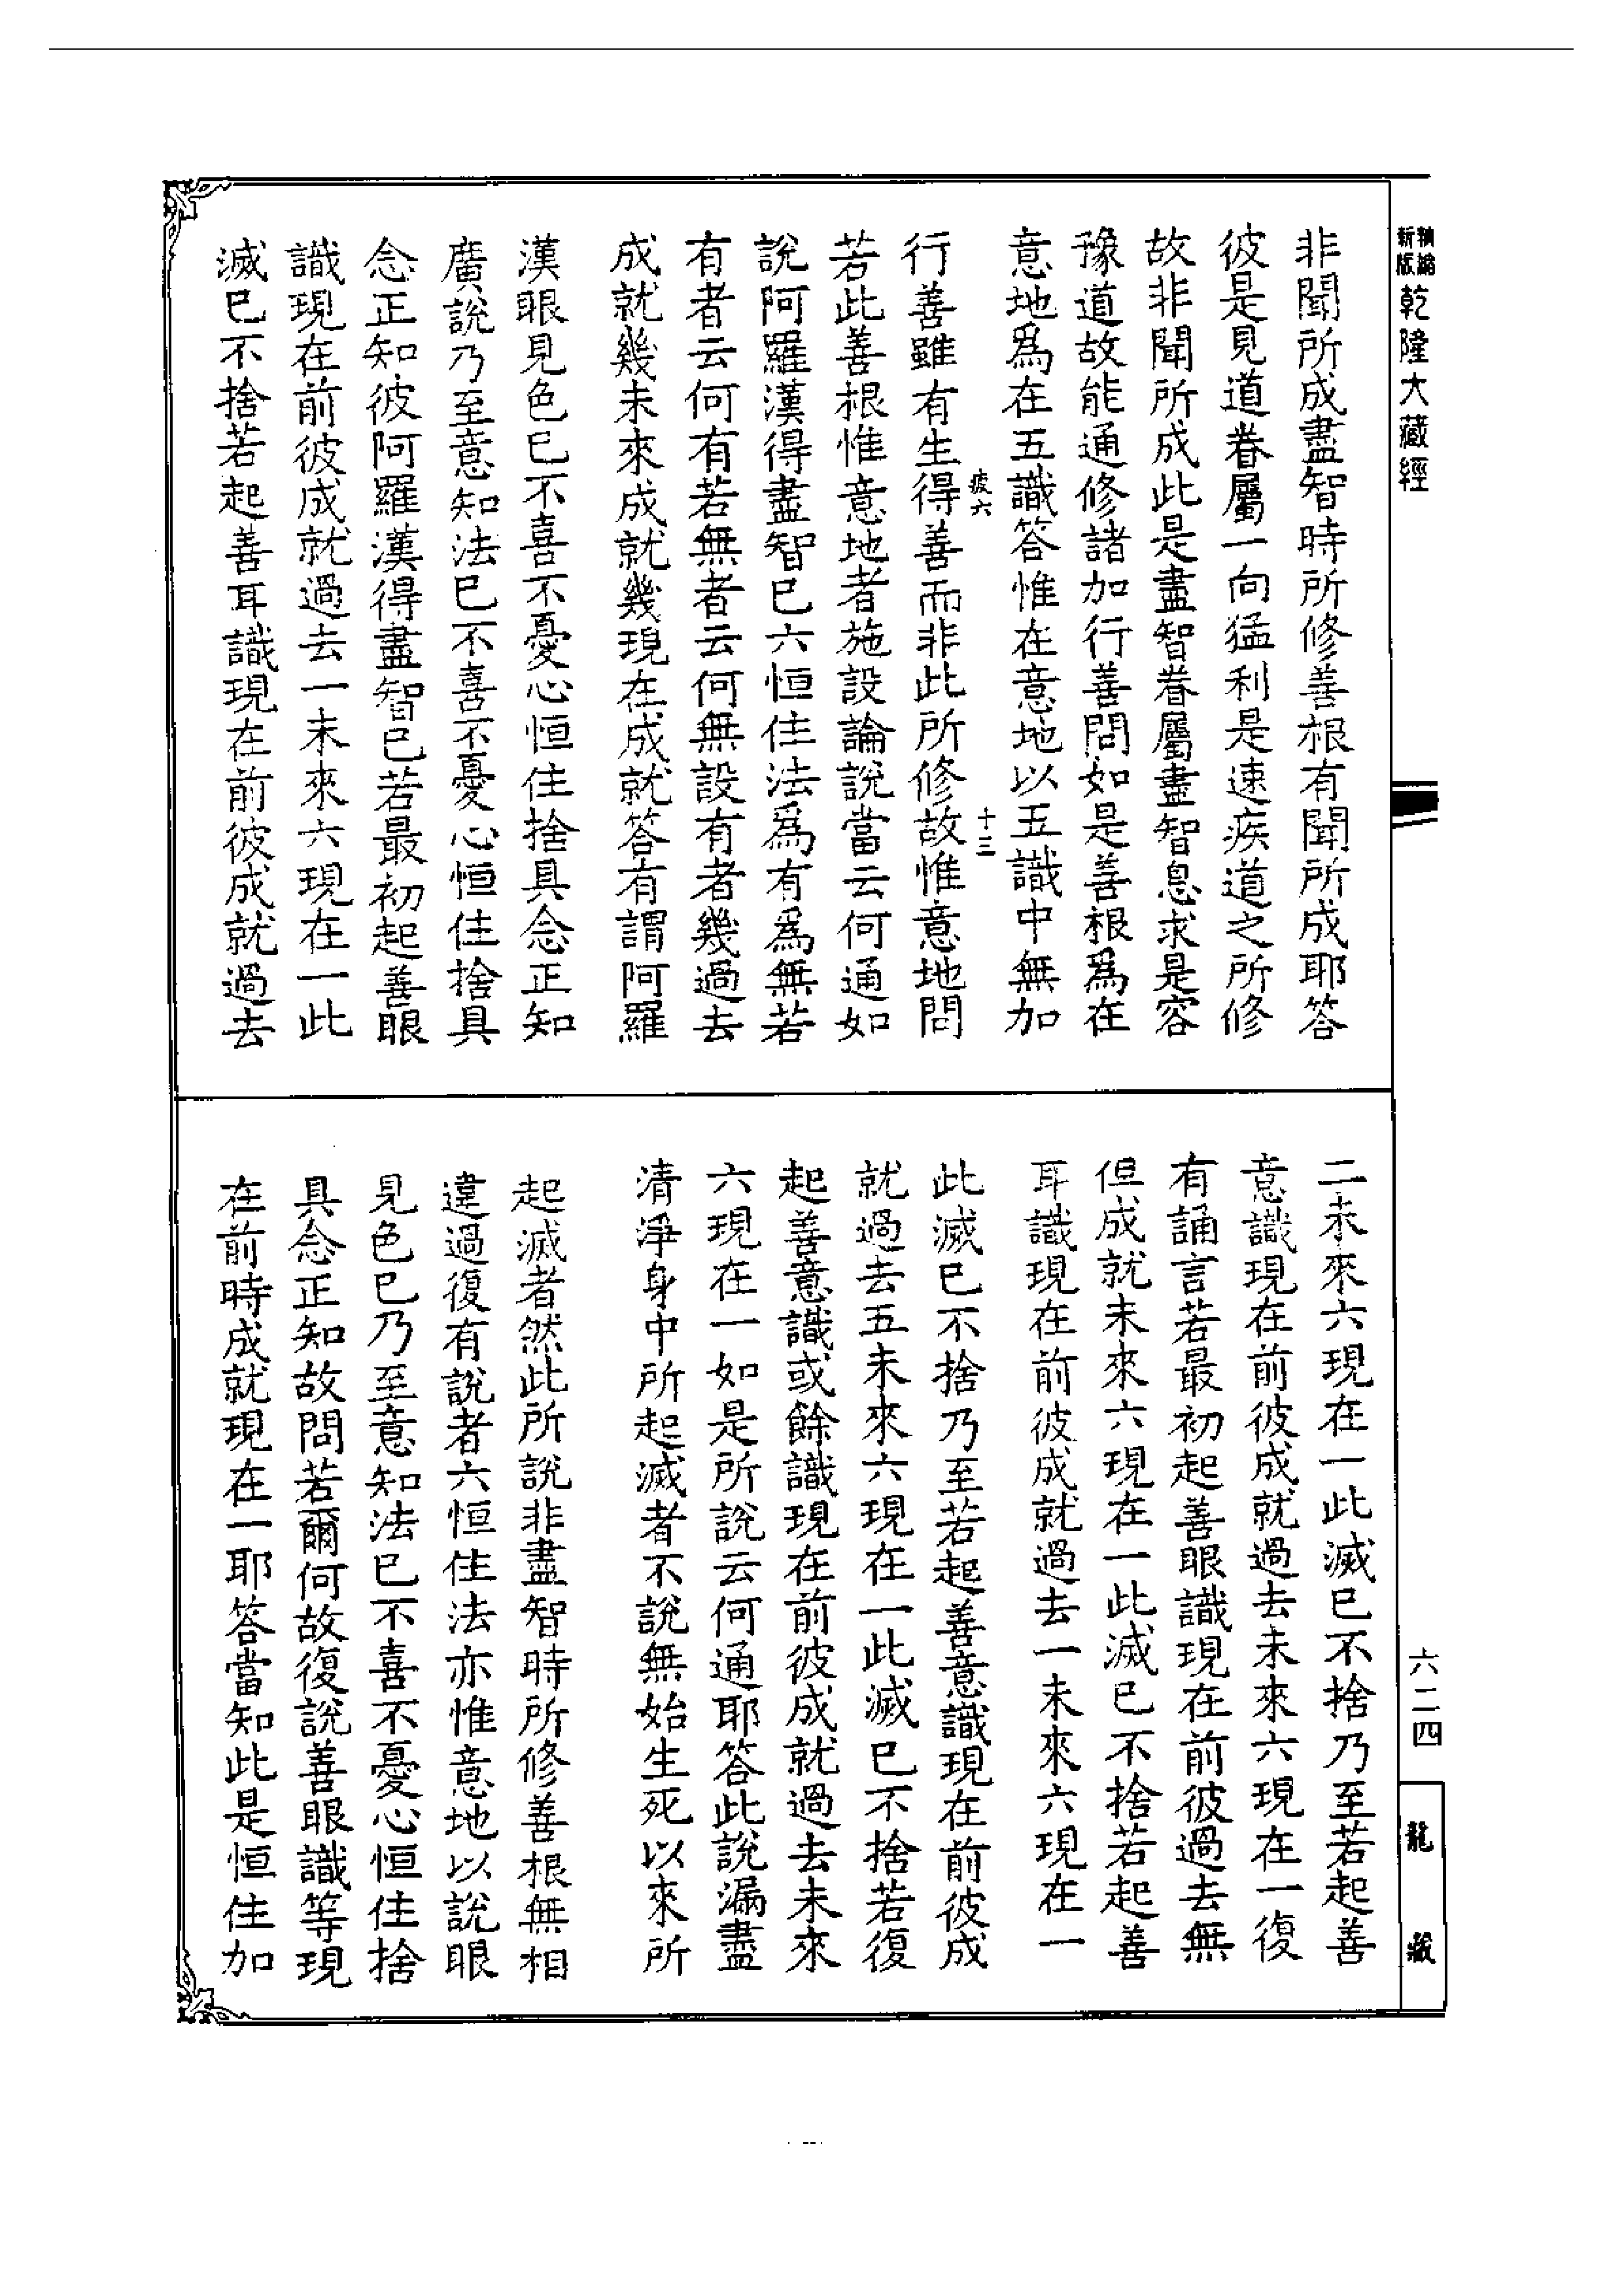 新版精縮乾隆大藏經
非聞所成盡智時所修善根有聞所成耶答
彼是見道眷屬一向猛利是速疾道之所修
故非聞所成此是盡智眷屬盡智息求是容
豫道故能通修諸加行善問如是善根爲在
意地爲在五識答惟在意地以五識中無加
疲六
十三
行善雖有生得善而非此所修故惟意地問
若此善根惟意地者施設論說當云何通如
說阿羅漢得盡智已六恒住法爲有爲無若
有者云何有若無者云何無設有者幾過去
成就幾未來成就幾現在成就答有謂阿羅
漢眼見色已不喜不憂心恒住捨具念正知
廣說乃至意知法已不喜不憂心恒住捨具
念正知彼阿羅漢得盡智已若最初起善眼
識現在前彼成就過去一未來六現在一此
滅已不捨若起善耳識現在前彼成就過去
二未來六現在一此滅已不捨乃至若起善
意識現在前彼成就過去未來六現在一復
有誦言若最初起善眼識現在前彼過去無
但成就未來六現在一此滅已不捨若起善
耳識現在前彼成就過去一未來六現在一
此滅已不捨乃至若起善意識現在前彼成
就過去五未來六現在一此滅已不捨若復
起善意識或餘識現在前彼成就過去未來
六現在一如是所說云何通耶答此說漏盡
清淨身中所起滅者不說無始生死以來所
起滅者然此所說非盡智時所修善根無相
違過復有說者六恒住法亦惟意地以說眼
見色已乃至意知法已不喜不憂心恒住捨
具念正知故問若爾何故復說善眼識等現
在前時成就現在一耶答當知此是恒住加
六二四
龍藏